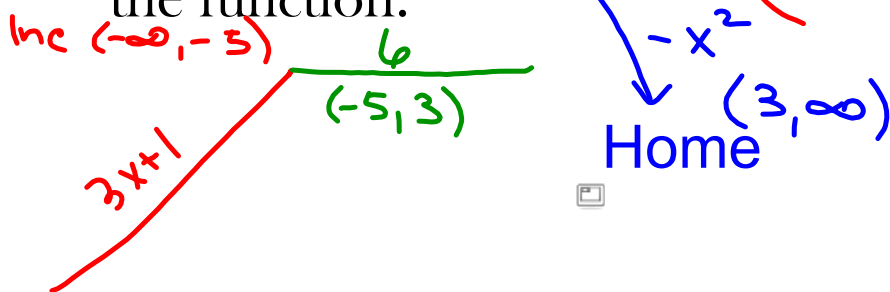 the function.
Inc (-∞, -5)
6
- x²
(-5, 3)
(3, ∞)
3x+1
Home